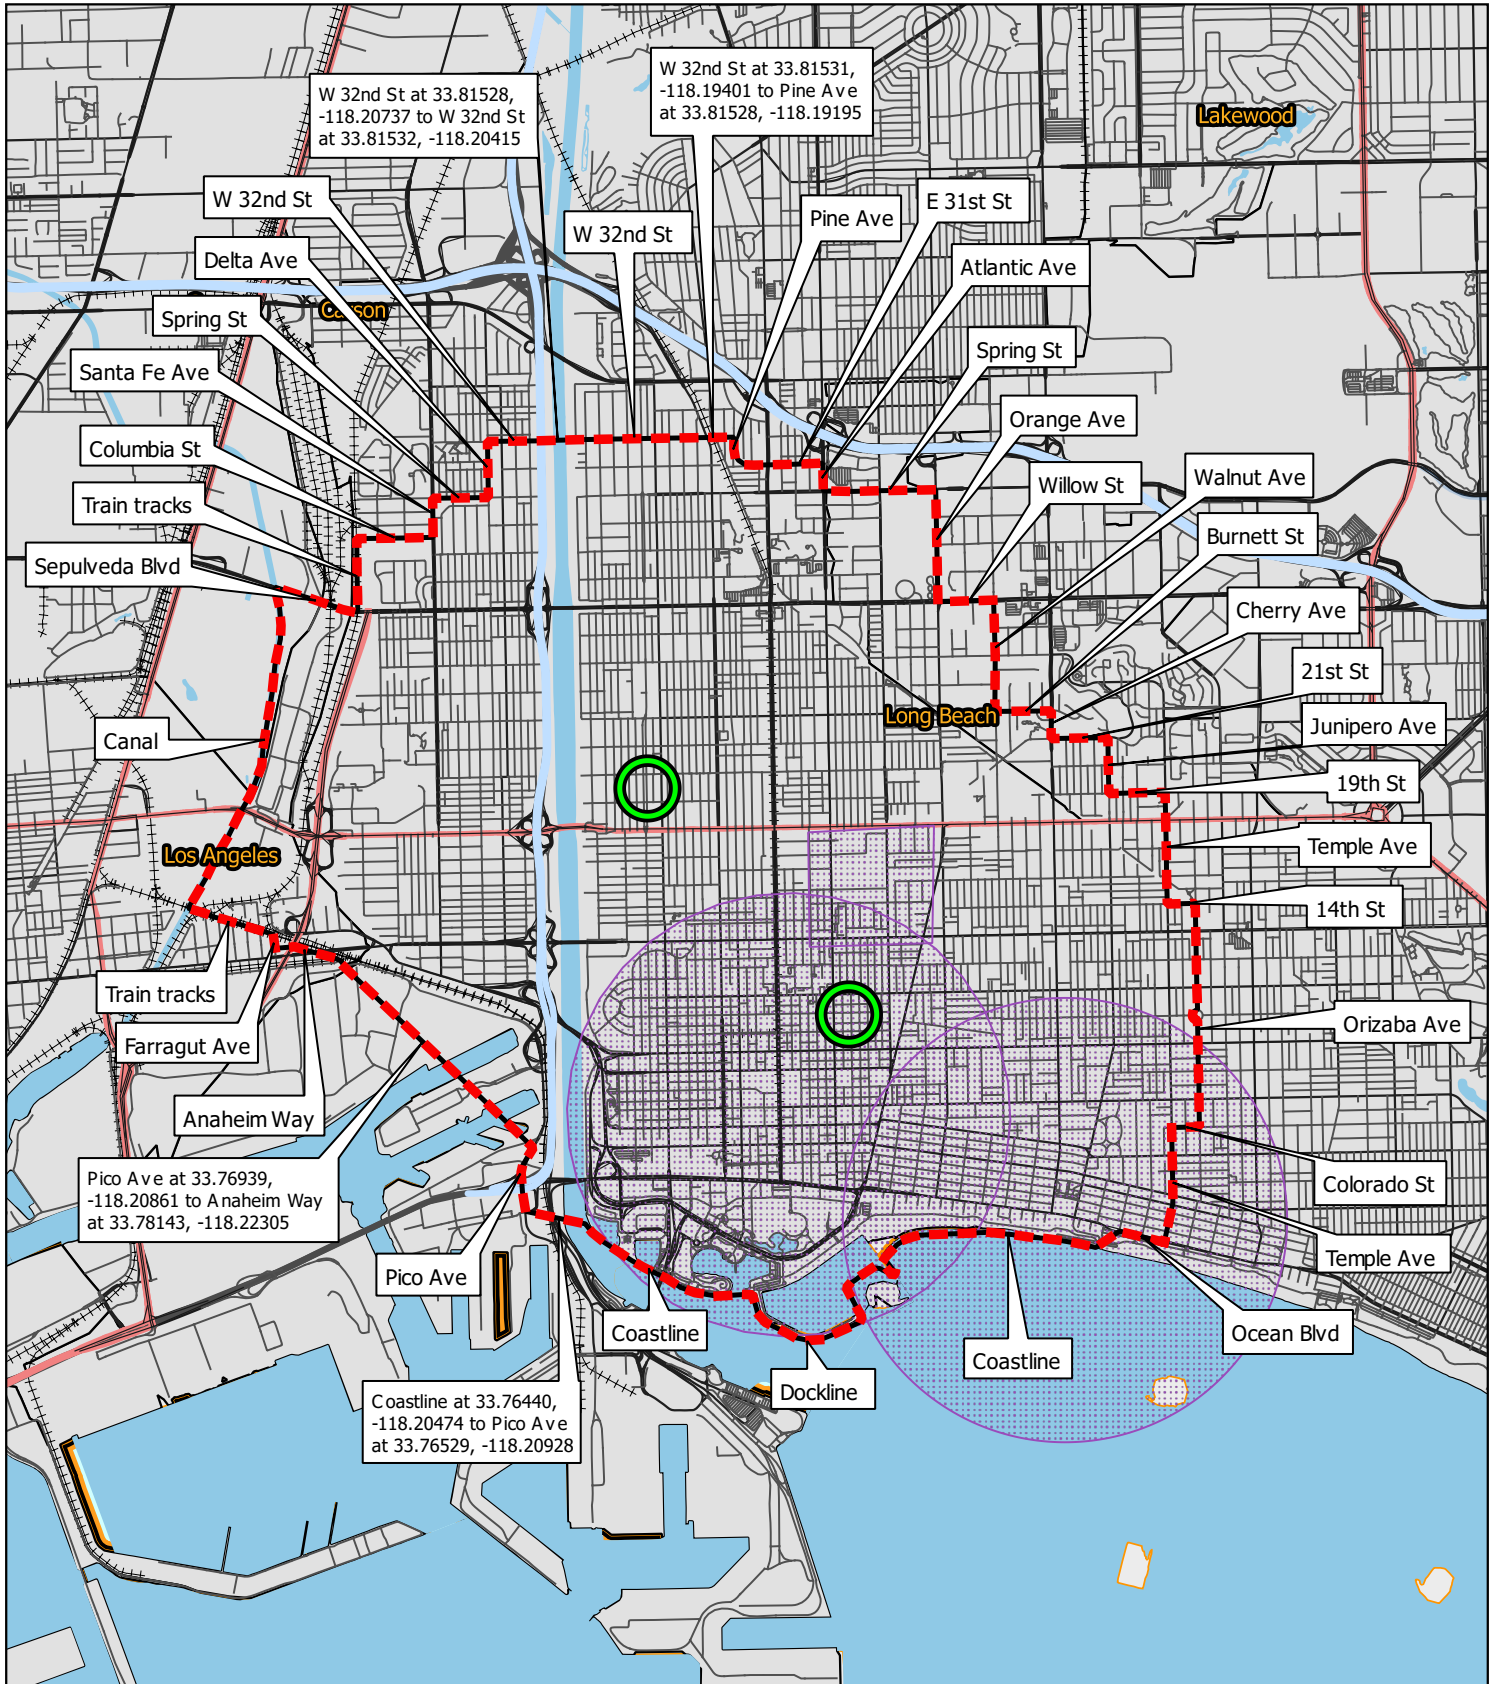 W 32nd St at 33.81531,
-118.19401 to Pine Ave
at 33.81528, -118.19195
W 32nd St at 33.81528,
-118.20737 to W 32nd St
at 33.81532, -118.20415
Lakewood
W 32nd St
E 31st St
Pine Ave
W 32nd St
Delta Ave
Atlantic Ave
Carson
Spring St
Spring St
Santa Fe Ave
Orange Ave
Columbia St
Walnut Ave
Willow St
Train tracks
Burnett St
Sepulveda Blvd
Cherry Ave
21st St
Long Beach
Junipero Ave
Canal
19th St
Temple Ave
Los Angeles
14th St
Train tracks
Orizaba Ave
Farragut Ave
Anaheim Way
Pico Ave at 33.76939,
-118.20861 to Anaheim Way
at 33.78143, -118.22305
Colorado St
Temple Ave
Pico Ave
Coastline
Ocean Blvd
Coastline
Dockline
Coastline at 33.76440,
-118.20474 to Pico Ave
at 33.76529, -118.20928